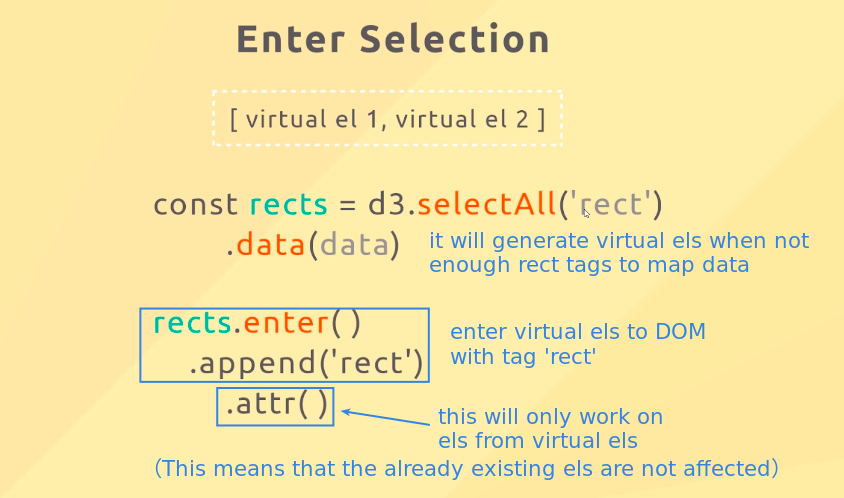 Enter Selection
[ virtual el 1, virtual el 2 ]
const rects = d3.selectAll('rect')
.data(data)
it will generate virtual els when not
enough rect tags to map data
rects.enter( )
.append('rect')
enter virtual els to DOM
with tag 'rect'
.attr( )
this will only work on
els from virtual els
(This means that the already existing els are not affected)